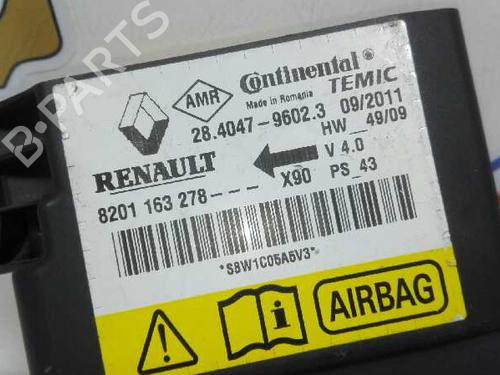 B-PARTS
AMR
Continental
TEMIC
Made in Romania
28.4047-9602.3 09/2011
HW_49/09
RENAULT
V 4.0
8201 163 278--- X90 PS_43
*S8W1C05A5V3*
i
AIRBAG